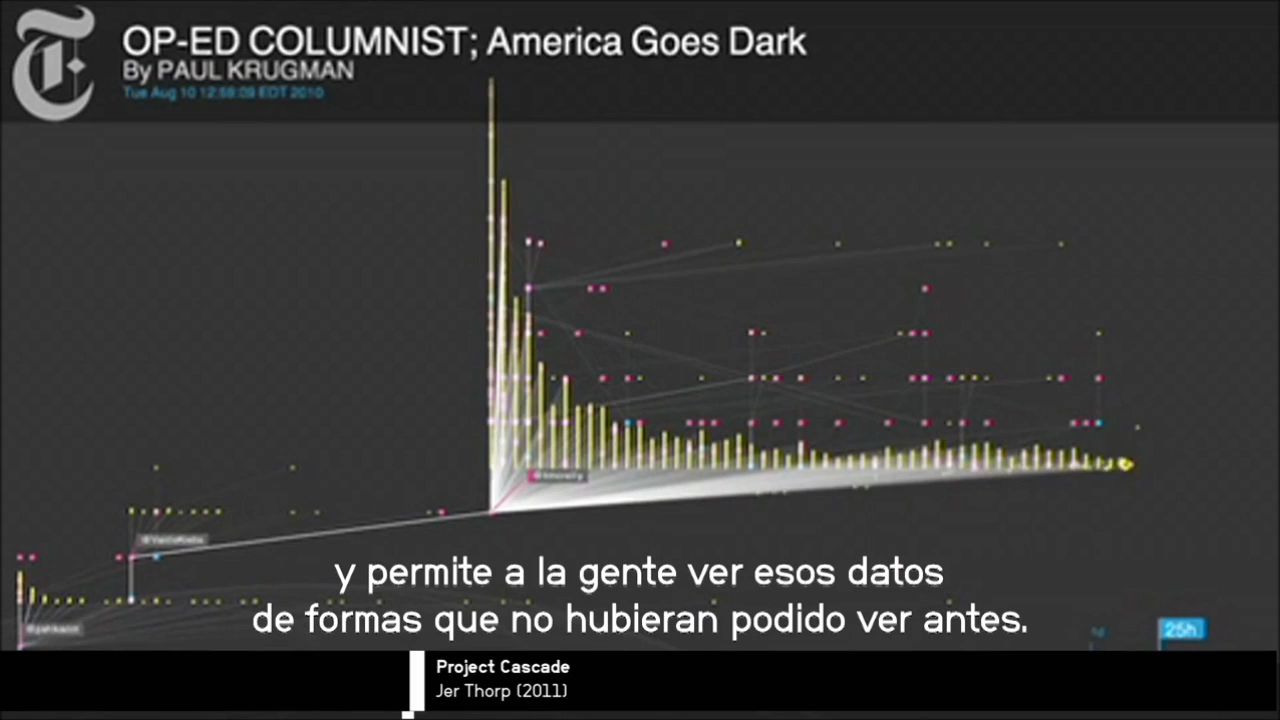 OP-ED COLUMNIST; America Goes Dark
By PAUL KRUGMAN
Tue Aug 10 12:58:09 EDT 2010
y permite a la gente ver esos datos
de formas que no hubieran podido ver antes.
25h
Project Cascade
Jer Thorp (2011)